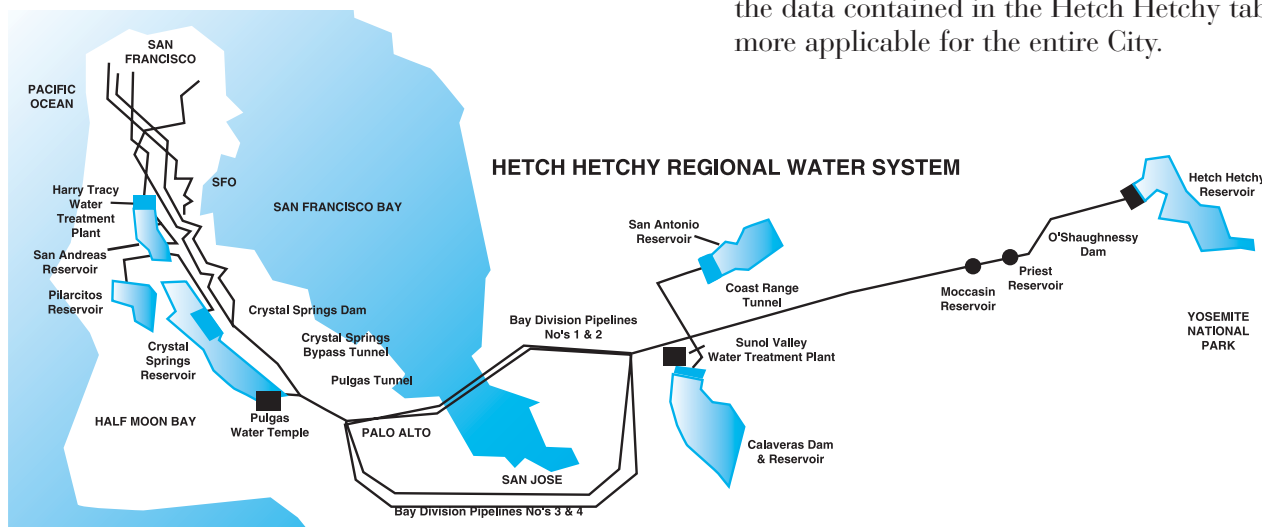 the data contained in the Hetch Hetchy tab
more applicable for the entire City.
HETCH HETCHY REGIONAL WATER SYSTEM
SAN
FRANCISCO
PACIFIC
OCEAN
SFO
SAN FRANCISCO BAY
Harry Tracy
Water
Treatment
Plant
San Andreas
Reservoir
Pilarcitos
Reservoir
Crystal
Springs
Reservoir
Crystal Springs Dam
Crystal Springs
Bypass Tunnel
Pulgas Tunnel
HALF MOON BAY
Pulgas
Water Temple
PALO ALTO
SAN JOSE
Bay Division Pipelines
No's 1 & 2
Bay Division Pipelines No's 3 & 4
San Antonio
Reservoir
Coast Range
Tunnel
Sunol Valley
Water Treatment Plant
Calaveras Dam
& Reservoir
Moccasin
Reservoir
Priest
Reservoir
O'Shaughnessy
Dam
Hetch Hetchy
Reservoir
YOSEMITE
NATIONAL
PARK